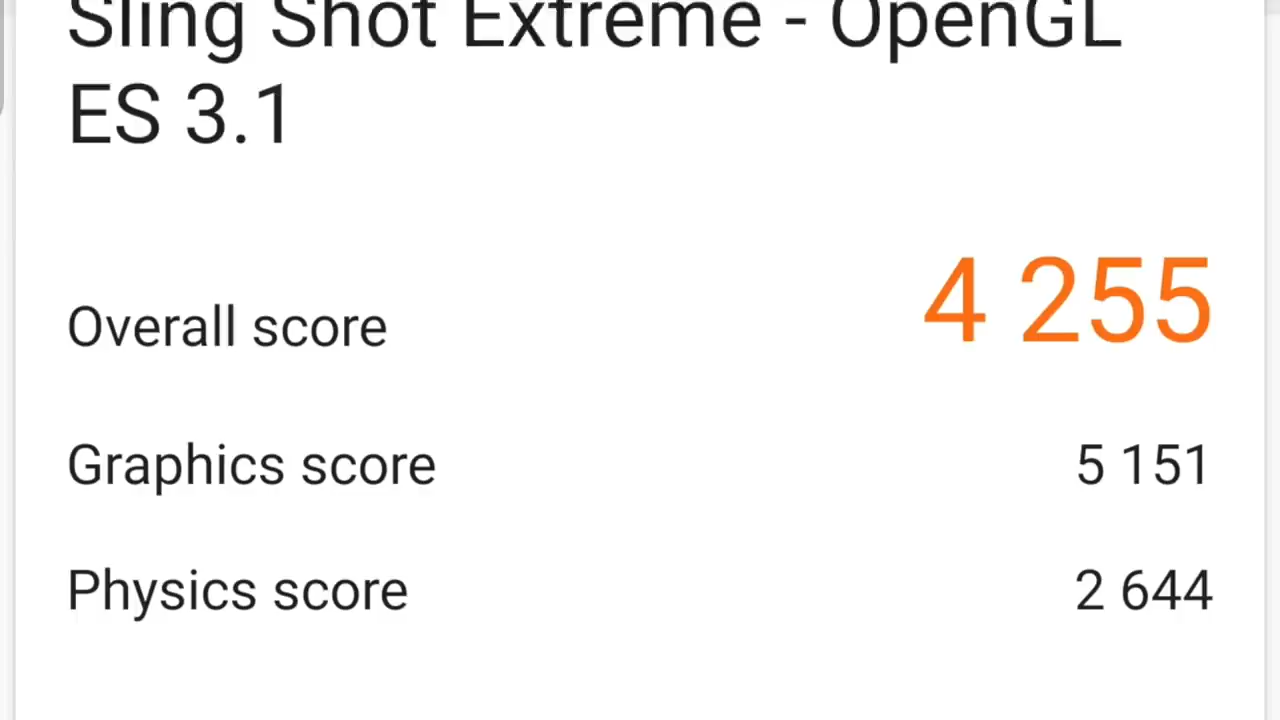 Sling Shot Extreme - OpenGL
ES 3.1
Overall score 4 255
Graphics score 5 151
Physics score 2 644